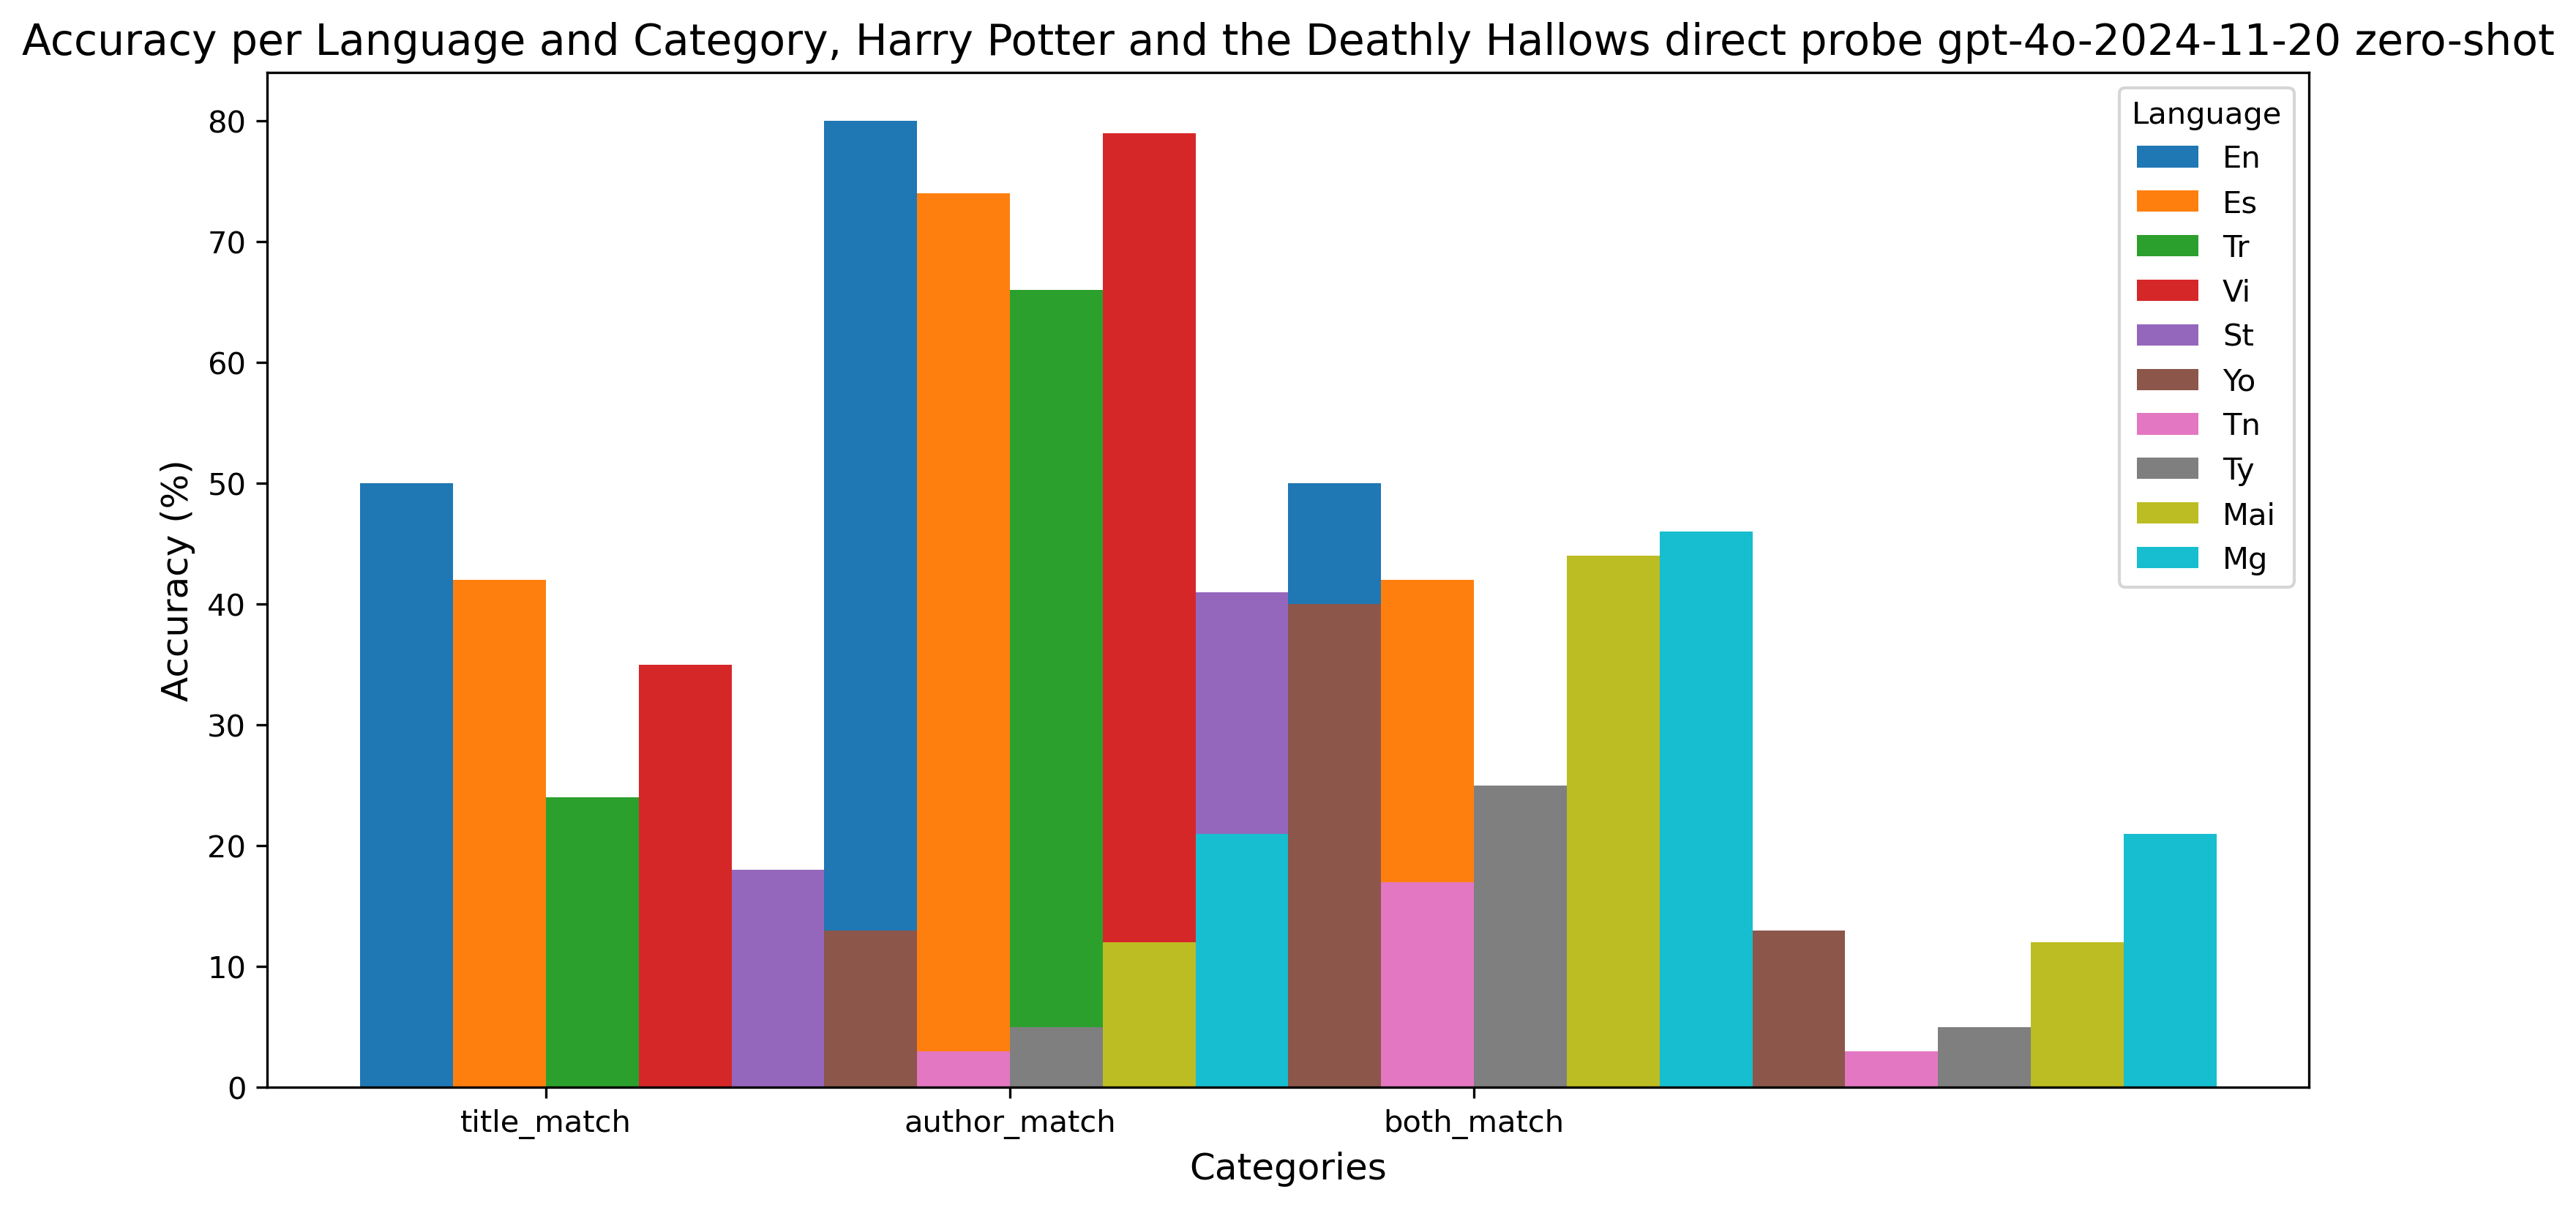 Accuracy per Language and Category, Harry Potter and the Deathly Hallows direct probe gpt-4o-2024-11-20 zero-shot
Accuracy (%)
80
70
60
50
40
30
20
10
0
title_match author_match both_match
Categories
Language
En
Es
Tr
Vi
St
Yo
Tn
Ty
Mai
Mg